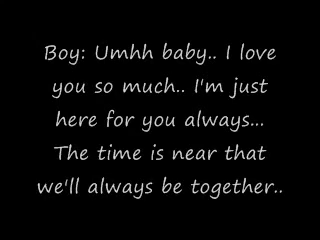 Boy: Umhh baby.. I love
you so much.. I'm just
here for you always...
The time is near that
we'll always be together..